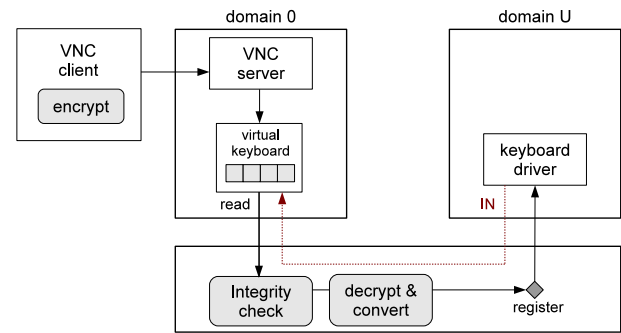 domain 0
domain U
VNC
client
encrypt
VNC
server
virtual
keyboard
read
keyboard
driver
IN
Integrity
check
decrypt &
convert
register